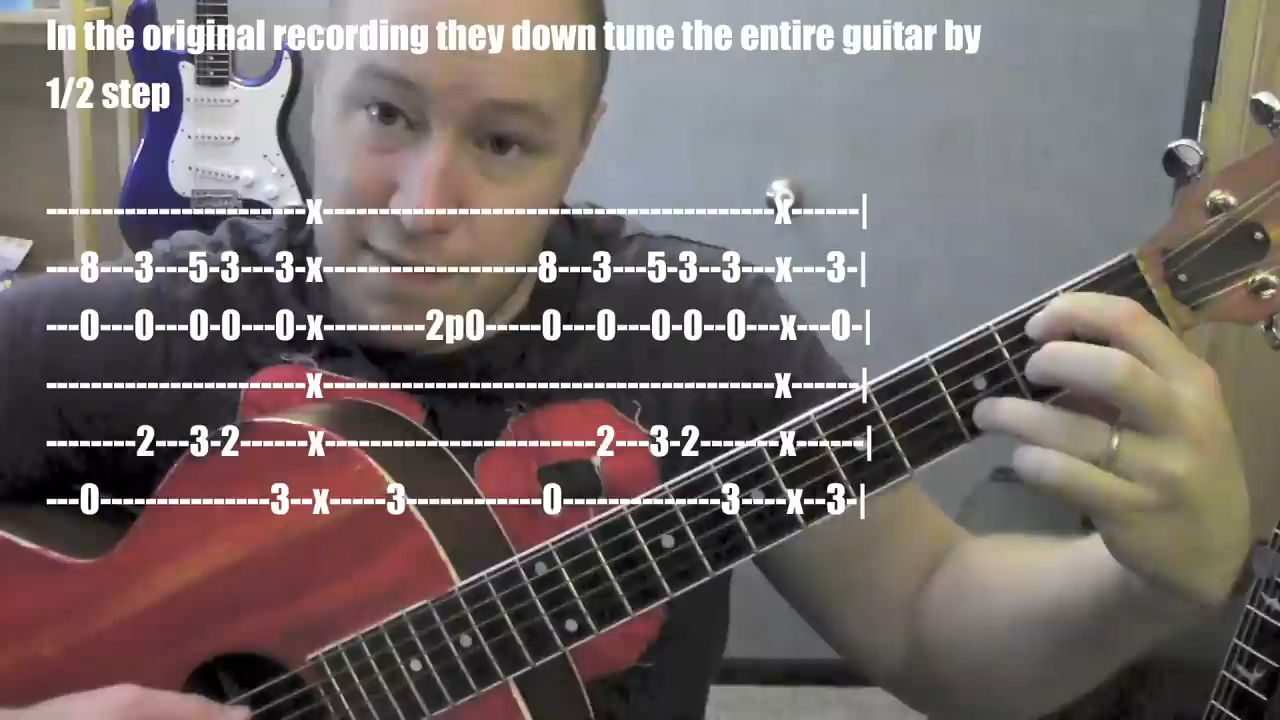 In the original recording they down tune the entire guitar by
1/2 step
-----------------------x----------------------------------------x------|
---8---3---5-3---3-x-------------------8---3---5-3--3---x---3-|
---0---0---0-0---0-x--------2p0-----0---0---0-0--0---x---0-|
-----------------------x----------------------------------------x------|
--------2---3-2------x------------------------2---3-2-------x------|
---0---------------3--x-----3------------0--------------3----x--3-|